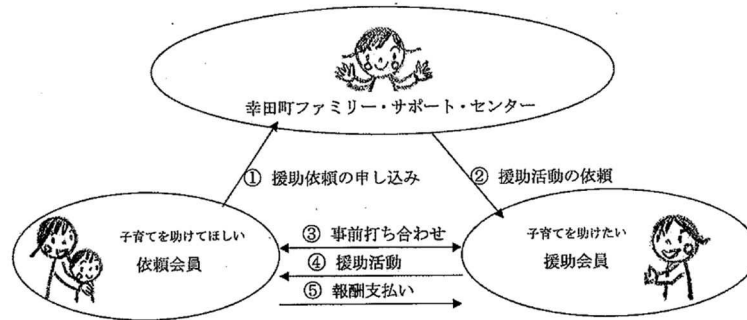 幸田町ファミリー・サポート・センター
① 援助依頼の申し込み
② 援助活動の依頼
子育てを助けてほしい
依頼会員
③ 事前打ち合わせ
④ 援助活動
⑤ 報酬支払い
子育てを助けたい
援助会員